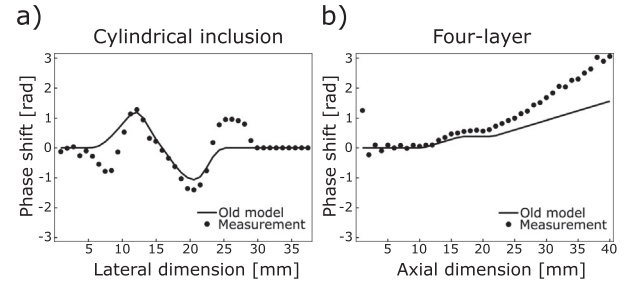 a)
Cylindrical inclusion
Phase shift [rad]
3
2
1
0
-1
-2
-3
Old model
Measurement
5 10 15 20 25 30 35
Lateral dimension [mm]
b)
Four-layer
Phase shift [rad]
3
2
1
0
-1
-2
-3
Old model
Measurement
5 10 15 20 25 30 35 40
Axial dimension [mm]